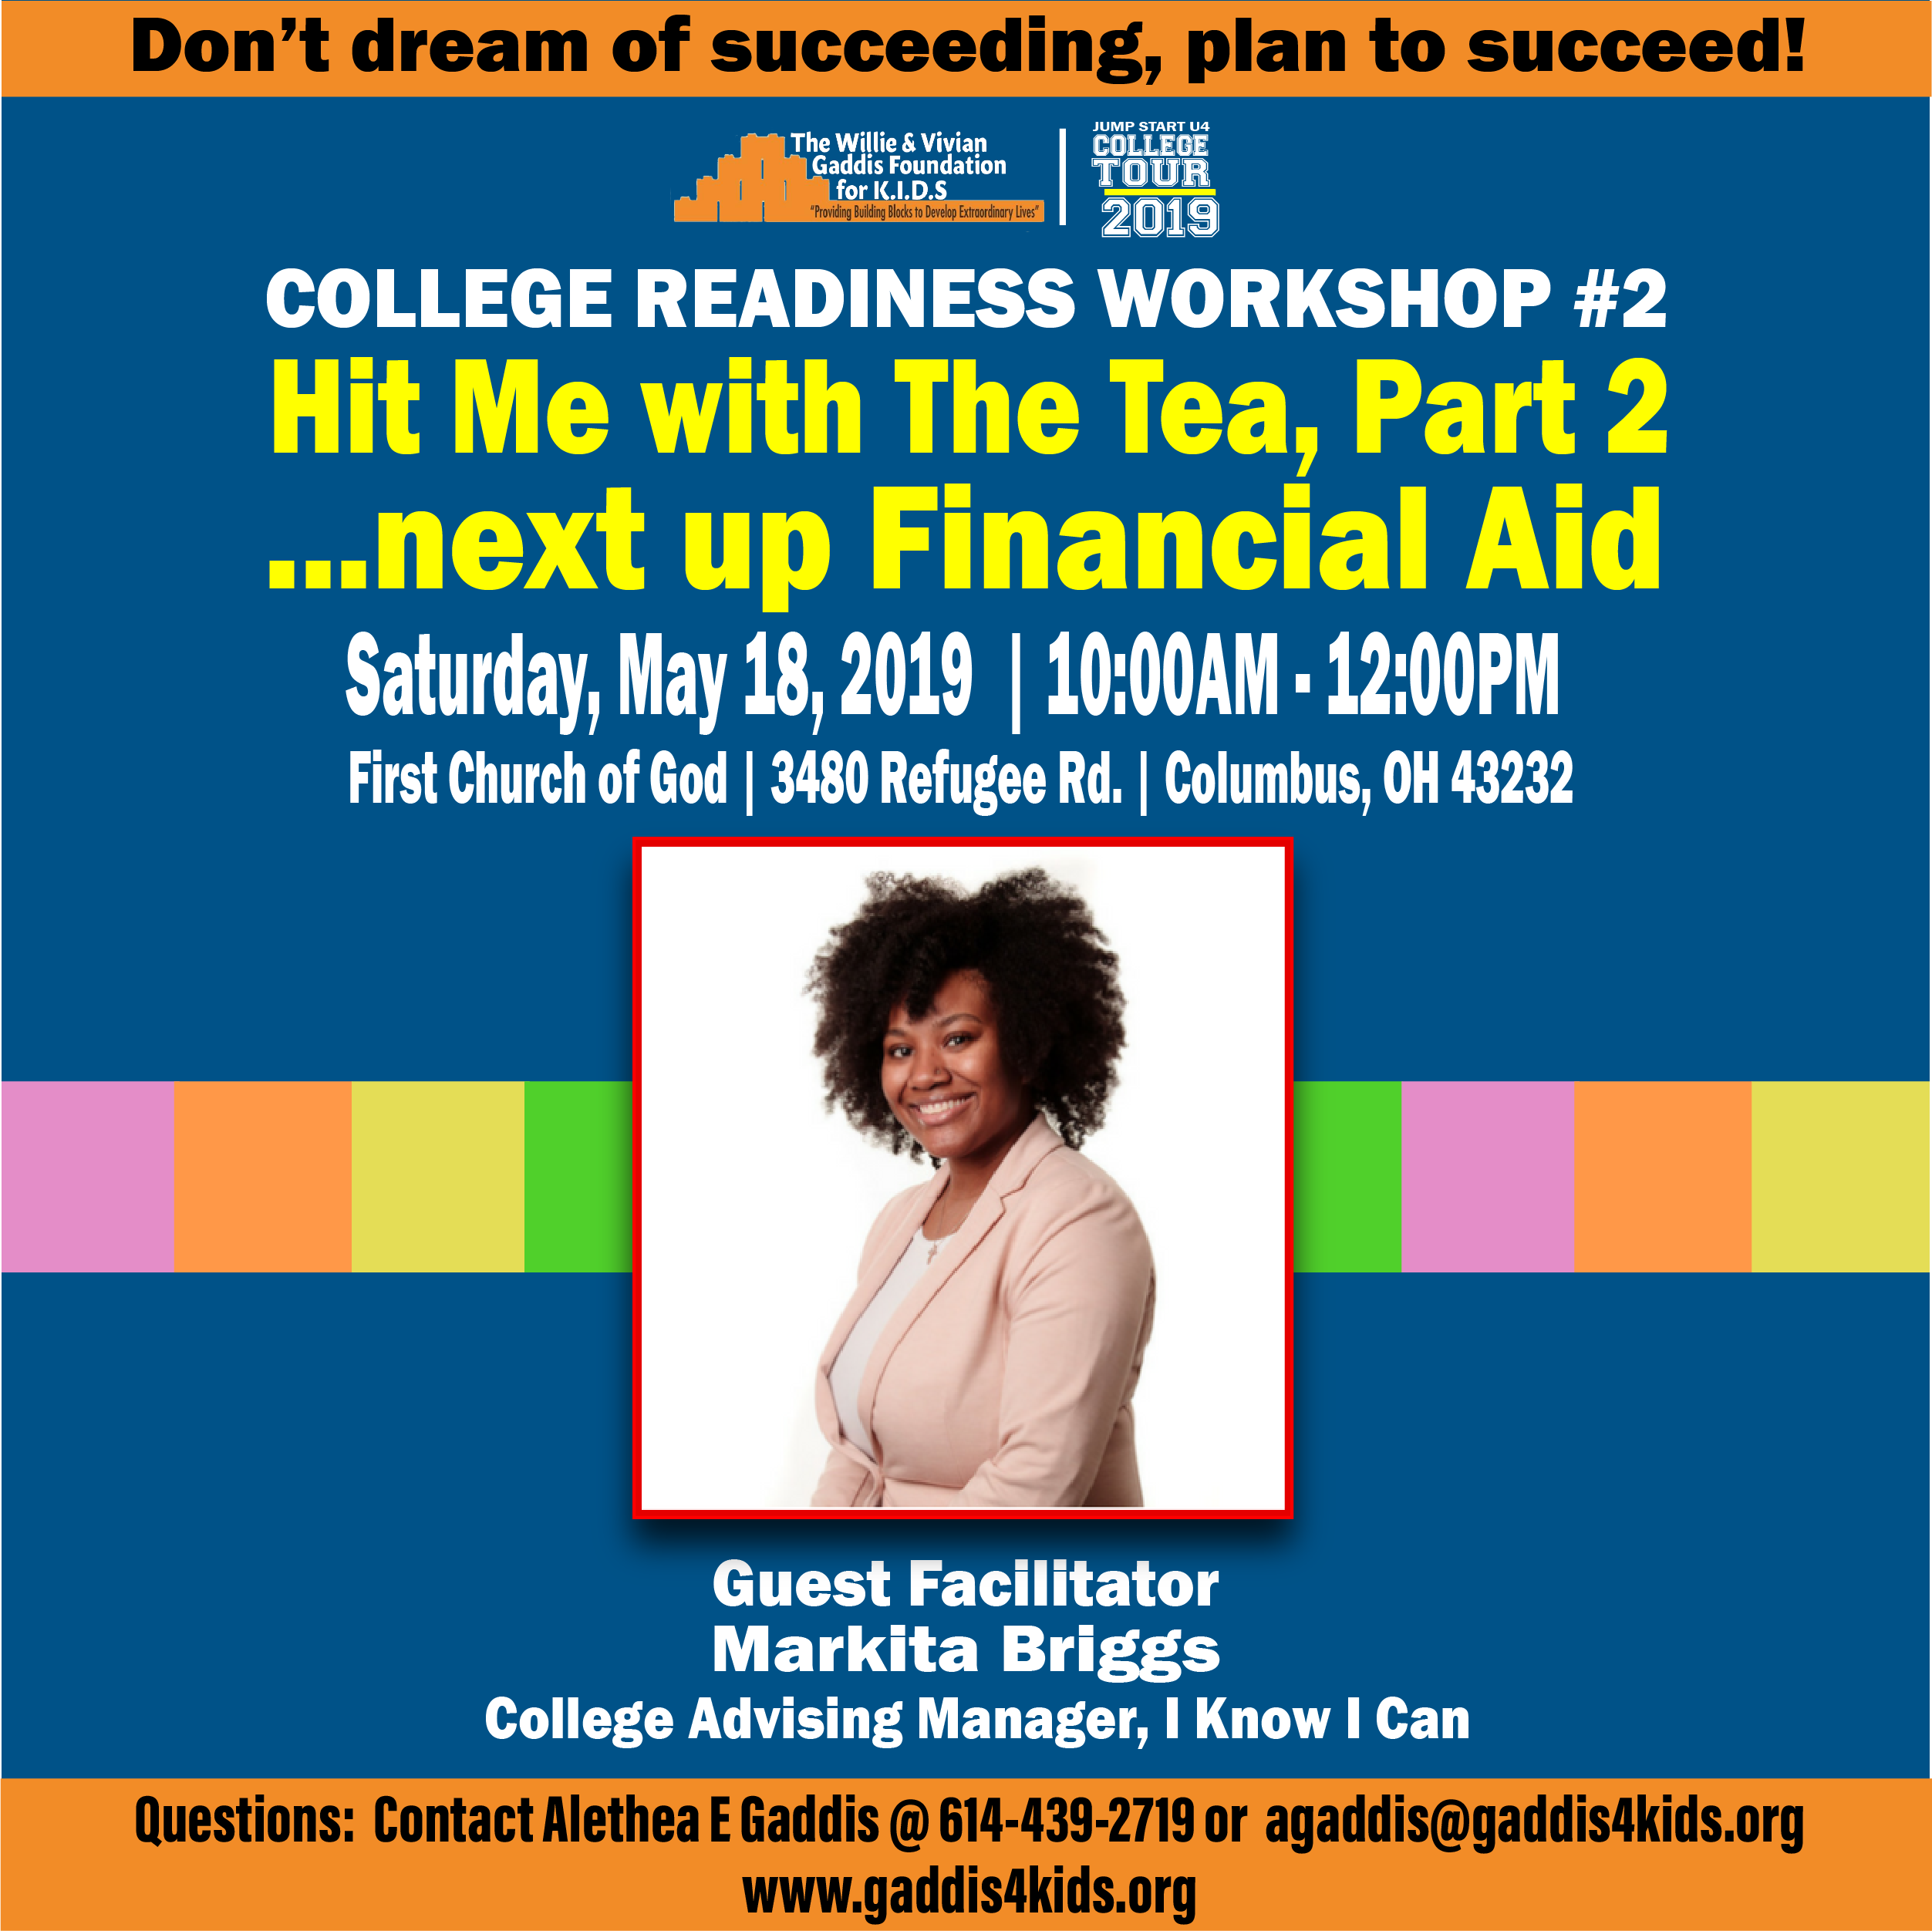 Don’t dream of succeeding, plan to succeed!
The Willie & Vivian
Gaddis Foundation
for K.I.D.S
“Providing Building Blocks to Develop Extraordinary Lives”
JUMP START U4
COLLEGE
TOUR
2019
COLLEGE READINESS WORKSHOP #2
Hit Me with The Tea, Part 2
...next up Financial Aid
Saturday, May 18, 2019 | 10:00AM - 12:00PM
First Church of God | 3480 Refugee Rd. | Columbus, OH 43232
Guest Facilitator
Markita Briggs
College Advising Manager, I Know I Can
Questions: Contact Alethea E Gaddis @ 614-439-2719 or agaddis@gaddis4kids.org
www.gaddis4kids.org